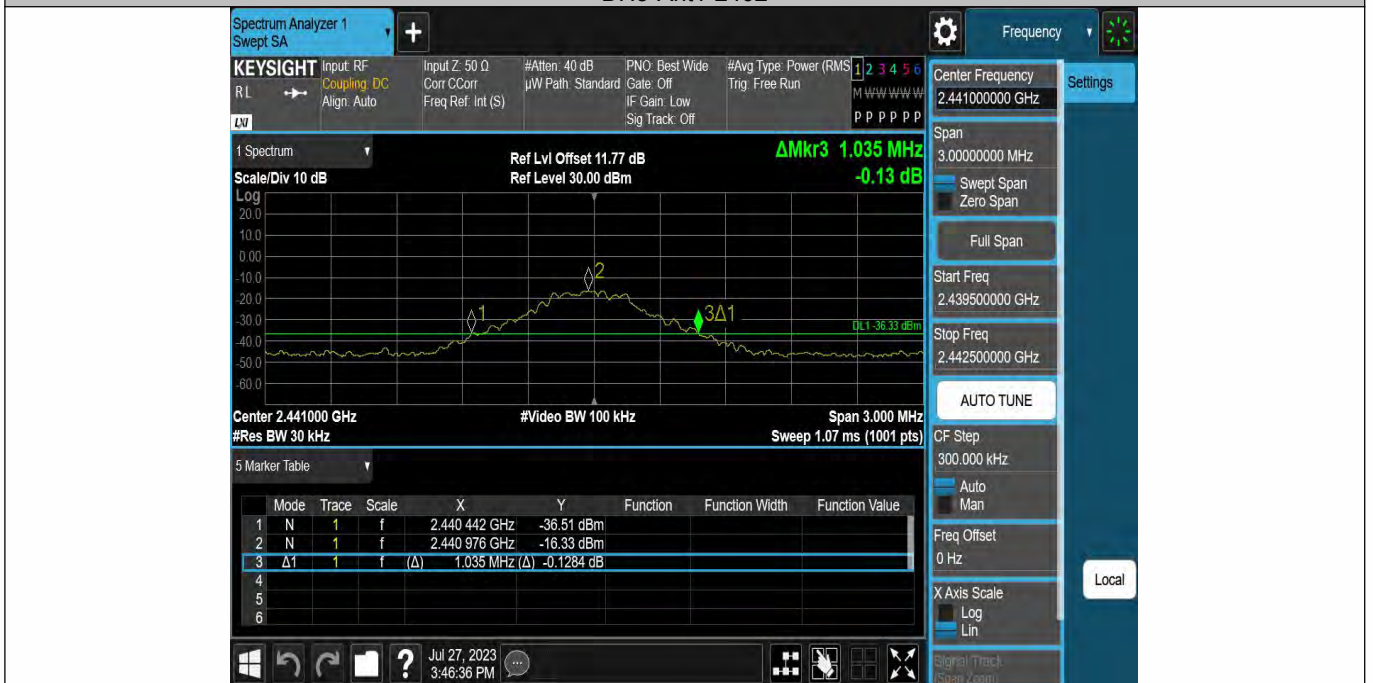 Spectrum Analyzer 1
Swept SA
+
Frequency
KEYSIGHT
RL
LXI
Input: RF
Coupling: DC
Align: Auto
Input Z: 50 Ω
Corr CCorr
Freq Ref: Int (S)
#Atten: 40 dB
µW Path: Standard
PNO: Best Wide
Gate: Off
IF Gain: Low
Sig Track: Off
#Avg Type: Power (RMS
Trig: Free Run
1 2 3 4 5 6
M W W W W W
P P P P P P
1 Spectrum
Scale/Div 10 dB
Ref Lvl Offset 11.77 dB
Ref Level 30.00 dBm
ΔMkr3 1.035 MHz
-0.13 dB
Log
20.0
10.0
0.00
-10.0
-20.0
-30.0
-40.0
-50.0
-60.0
1
2
3Δ1
DL1 -36.33 dBm
Center 2.441000 GHz
#Video BW 100 kHz
Span 3.000 MHz
#Res BW 30 kHz
Sweep 1.07 ms (1001 pts)
5 Marker Table
Mode Trace Scale X Y Function Function Width Function Value
1 N 1 f 2.440 442 GHz -36.51 dBm
2 N 1 f 2.440 976 GHz -16.33 dBm
3 Δ1 1 f (Δ) 1.035 MHz (Δ) -0.1284 dB
4
5
6
?
Jul 27, 2023
3:46:36 PM
Center Frequency
2.441000000 GHz
Settings
Span
3.00000000 MHz
Swept Span
Zero Span
Full Span
Start Freq
2.439500000 GHz
Stop Freq
2.442500000 GHz
AUTO TUNE
CF Step
300.000 kHz
Auto
Man
Freq Offset
0 Hz
X Axis Scale
Log
Lin
Signal Track
(Span Zoom)
Local